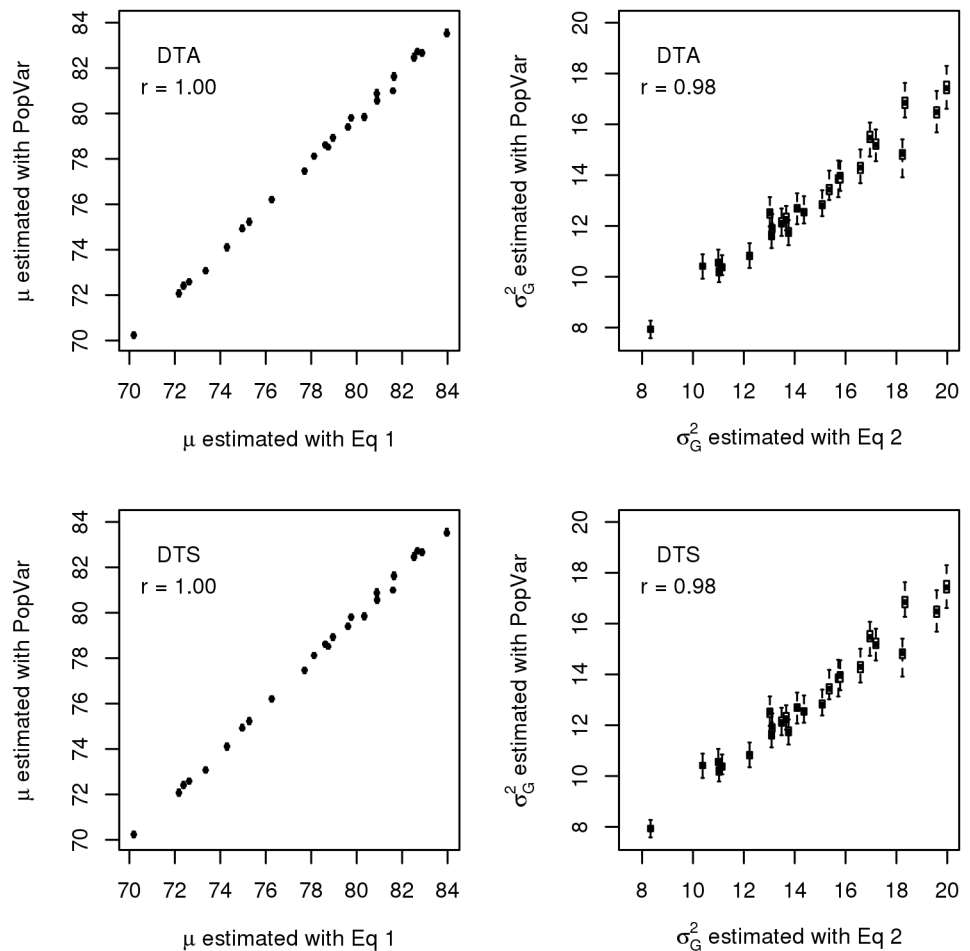 DTA
r = 1.00
μ estimated with PopVar
84
82
80
78
76
74
72
70
70 72 74 76 78 80 82 84
μ estimated with Eq 1
DTA
r = 0.98
σ²G estimated with PopVar
20
18
16
14
12
10
8
8 10 12 14 16 18 20
σ²G estimated with Eq 2
DTS
r = 1.00
μ estimated with PopVar
84
82
80
78
76
74
72
70
70 72 74 76 78 80 82 84
μ estimated with Eq 1
DTS
r = 0.98
σ²G estimated with PopVar
20
18
16
14
12
10
8
8 10 12 14 16 18 20
σ²G estimated with Eq 2